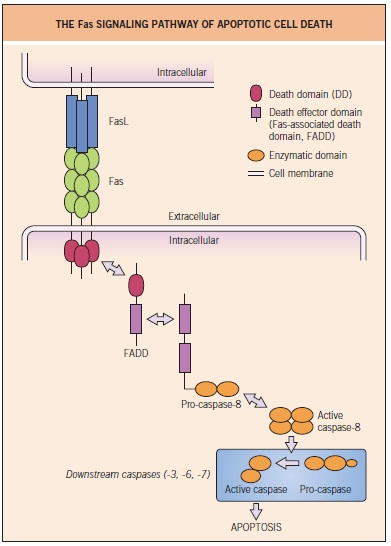 THE Fas SIGNALING PATHWAY OF APOPTOTIC CELL DEATH
Intracellular
FasL
Fas
Death domain (DD)
Death effector domain
(Fas-associated death
domain, FADD)
Enzymatic domain
Cell membrane
Extracellular
Intracellular
FADD
Pro-caspase-8
Active
caspase-8
Downstream caspases (-3, -6, -7)
Active caspase
Pro-caspase
APOPTOSIS